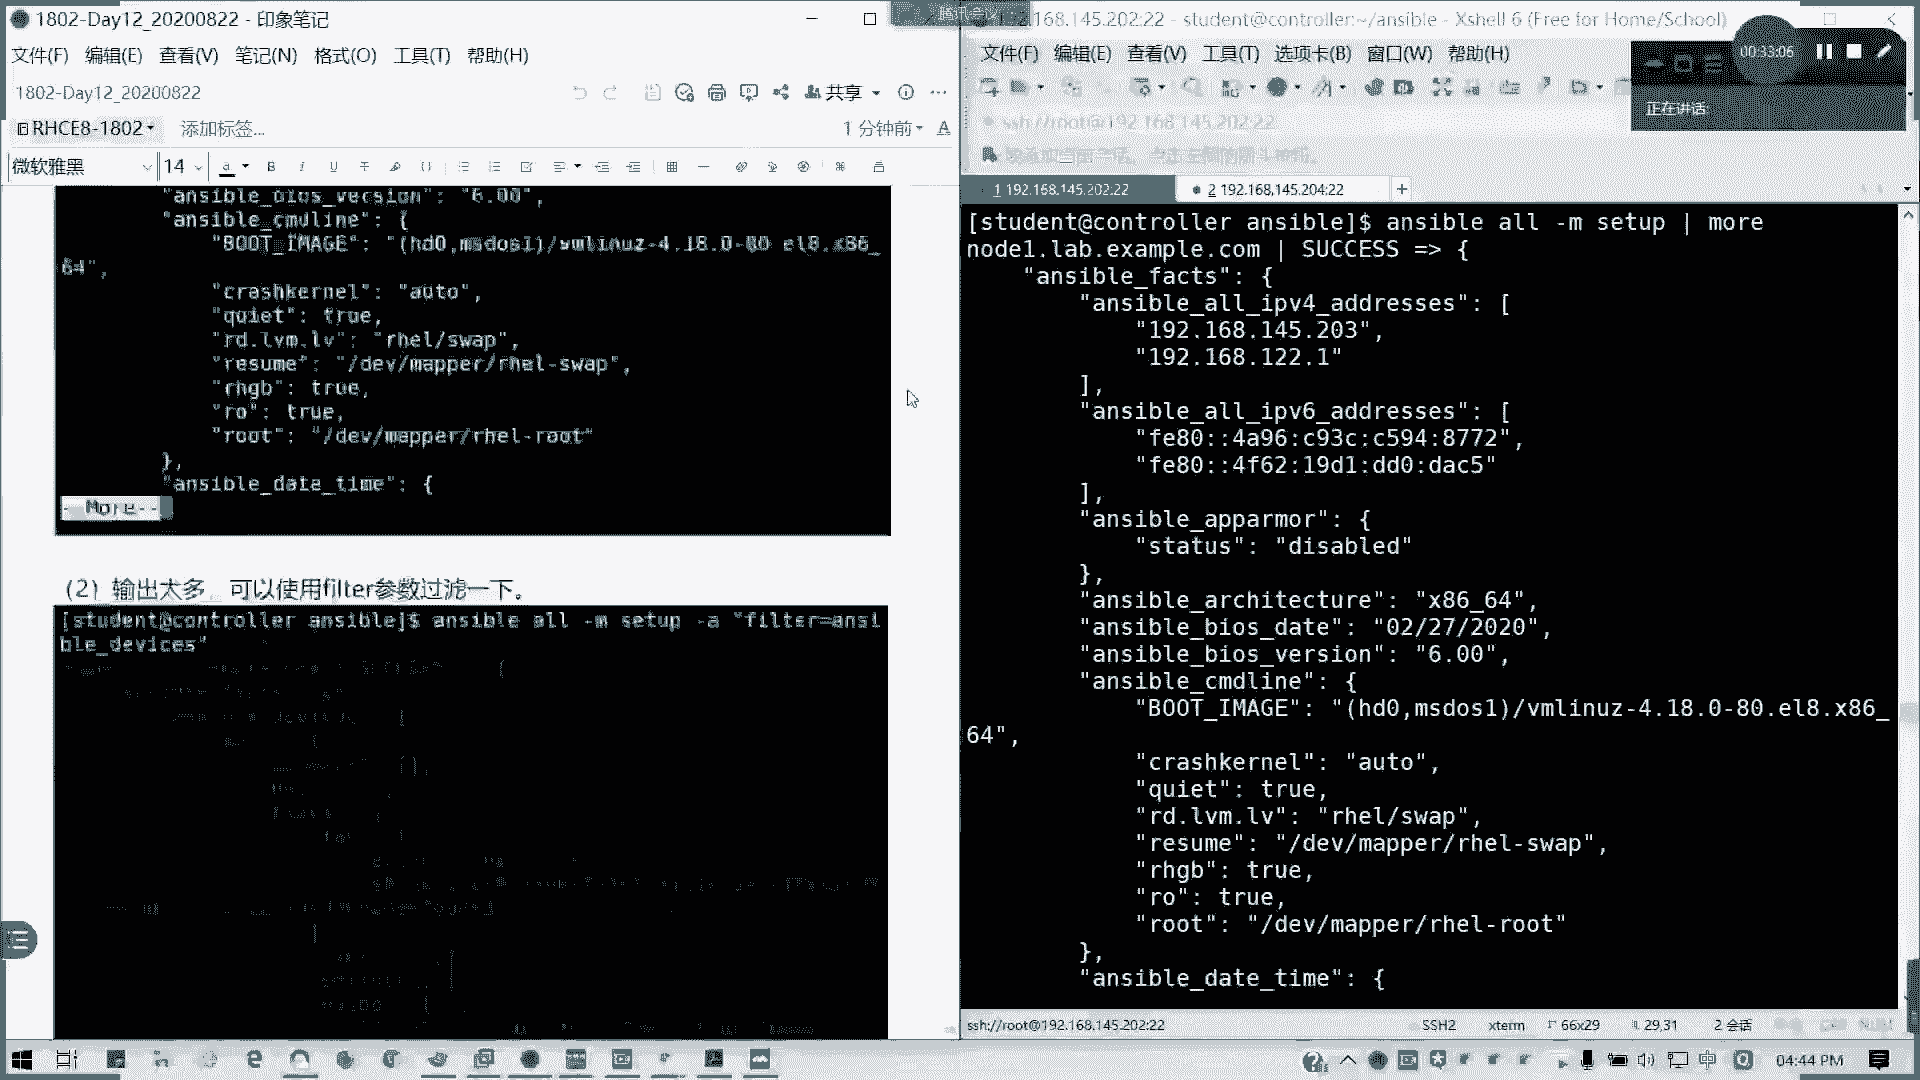 1802-Day12_20200822 - 印象笔记
文件(F) 编辑(E) 查看(V) 笔记(N) 格式(O) 工具(T) 帮助(H)
1802-Day12_20200822
共享
RHCE8-1802
添加标签...
1 分钟前
微软雅黑 14
"ansible_bios_version": "6.00",
"ansible_cmdline": {
"BOOT_IMAGE": "(hd0,msdos1)/vmlinuz-4.18.0-80.el8.x86_
64",
"crashkernel": "auto",
"quiet": true,
"rd.lvm.lv": "rhel/swap",
"resume": "/dev/mapper/rhel-swap",
"rhgb": true,
"ro": true,
"root": "/dev/mapper/rhel-root"
},
"ansible_date_time": {
--More--
（2）输出太多，可以使用filter参数过滤一下。
[student@controller ansible]$ ansible all -m setup -a "filter=ansi
ble_devices"
192.168.145.202:22 - student@controller:~/ansible - Xshell 6 (Free for Home/School)
文件(F) 编辑(E) 查看(V) 工具(T) 选项卡(B) 窗口(W) 帮助(H)
00:33:06
正在讲话:
ssh://root@192.168.145.202:22
1 192.168.145.202:22
2 192.168.145.204:22
[student@controller ansible]$ ansible all -m setup | more
node1.lab.example.com | SUCCESS => {
"ansible_facts": {
"ansible_all_ipv4_addresses": [
"192.168.145.203",
"192.168.122.1"
],
"ansible_all_ipv6_addresses": [
"fe80::4a96:c93c:c594:8772",
"fe80::4f62:19d1:dd0:dac5"
],
"ansible_apparmor": {
"status": "disabled"
},
"ansible_architecture": "x86_64",
"ansible_bios_date": "02/27/2020",
"ansible_bios_version": "6.00",
"ansible_cmdline": {
"BOOT_IMAGE": "(hd0,msdos1)/vmlinuz-4.18.0-80.el8.x86_
64",
"crashkernel": "auto",
"quiet": true,
"rd.lvm.lv": "rhel/swap",
"resume": "/dev/mapper/rhel-swap",
"rhgb": true,
"ro": true,
"root": "/dev/mapper/rhel-root"
},
"ansible_date_time": {
ssh://root@192.168.145.202:22 SSH2 xterm 66x29 29,31 2 会话
中
04:44 PM